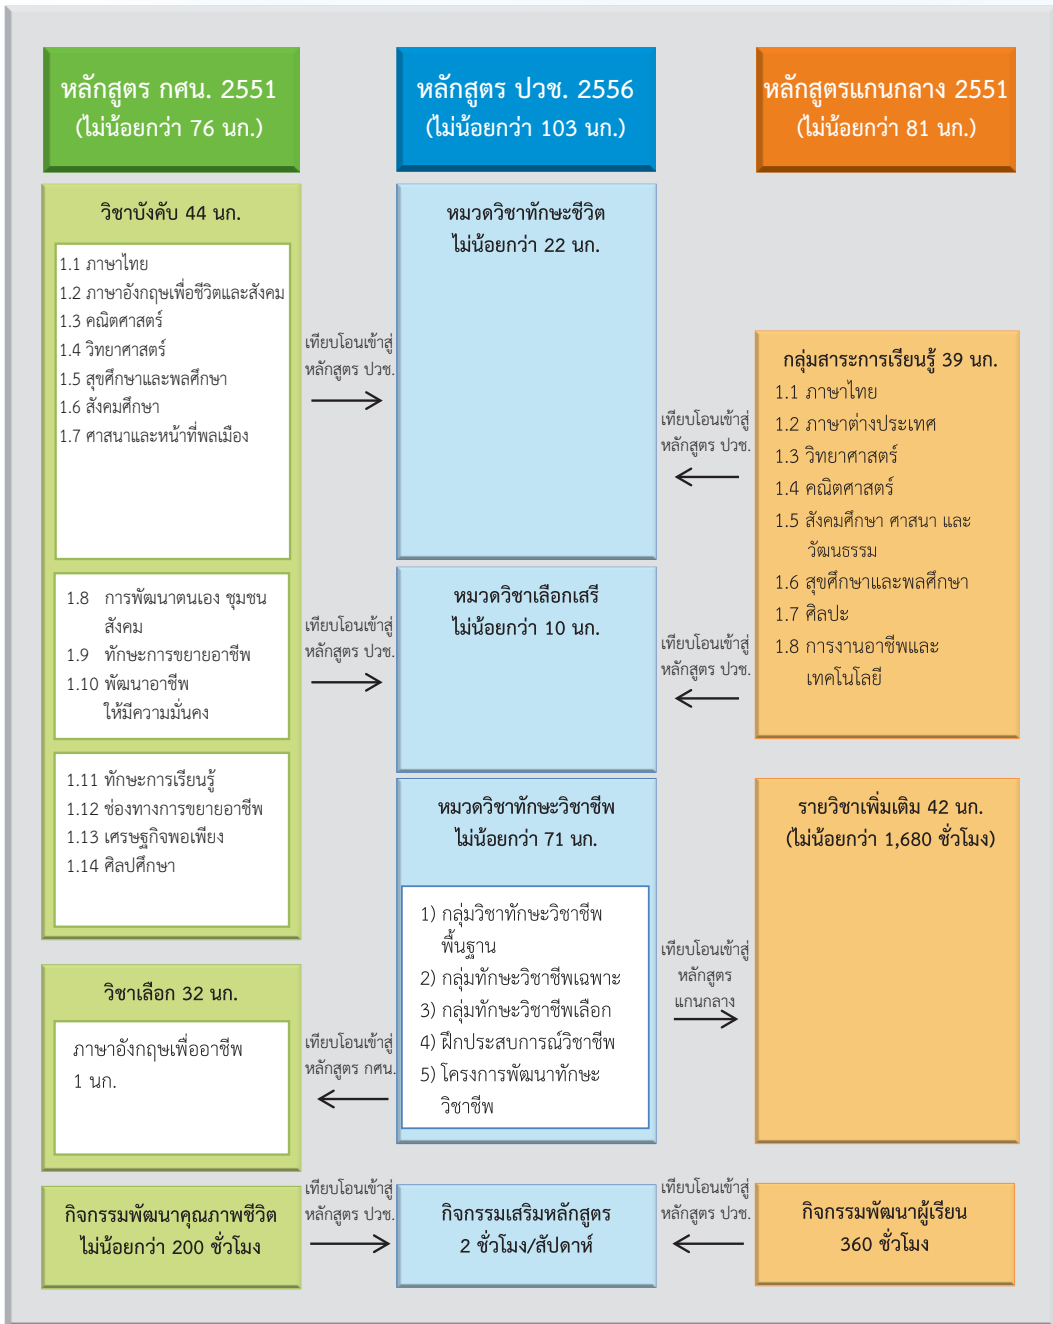 หลักสูตร กศน. 2551
(ไม่น้อยกว่า 76 นก.)
หลักสูตร ปวช. 2556
(ไม่น้อยกว่า 103 นก.)
หลักสูตรแกนกลาง 2551
(ไม่น้อยกว่า 81 นก.)
วิชาบังคับ 44 นก.
1.1 ภาษาไทย
1.2 ภาษาอังกฤษเพื่อชีวิตและสังคม
1.3 คณิตศาสตร์
1.4 วิทยาศาสตร์
1.5 สุขศึกษาและพลศึกษา
1.6 สังคมศึกษา
1.7 ศาสนาและหน้าที่พลเมือง
เทียบโอนเข้าสู่
หลักสูตร ปวช.
หมวดวิชาทักษะชีวิต
ไม่น้อยกว่า 22 นก.
เทียบโอนเข้าสู่
หลักสูตร ปวช.
กลุ่มสาระการเรียนรู้ 39 นก.
1.1 ภาษาไทย
1.2 ภาษาต่างประเทศ
1.3 วิทยาศาสตร์
1.4 คณิตศาสตร์
1.5 สังคมศึกษา ศาสนา และ
วัฒนธรรม
1.6 สุขศึกษาและพลศึกษา
1.7 ศิลปะ
1.8 การงานอาชีพและ
เทคโนโลยี
1.8 การพัฒนาตนเอง ชุมชน
สังคม
1.9 ทักษะการขยายอาชีพ
1.10 พัฒนาอาชีพ
ให้มีความมั่นคง
เทียบโอนเข้าสู่
หลักสูตร ปวช.
หมวดวิชาเลือกเสรี
ไม่น้อยกว่า 10 นก.
เทียบโอนเข้าสู่
หลักสูตร ปวช.
1.11 ทักษะการเรียนรู้
1.12 ช่องทางการขยายอาชีพ
1.13 เศรษฐกิจพอเพียง
1.14 ศิลปศึกษา
หมวดวิชาทักษะวิชาชีพ
ไม่น้อยกว่า 71 นก.
1) กลุ่มวิชาทักษะวิชาชีพ
พื้นฐาน
2) กลุ่มทักษะวิชาชีพเฉพาะ
3) กลุ่มทักษะวิชาชีพเลือก
4) ฝึกประสบการณ์วิชาชีพ
5) โครงการพัฒนาทักษะ
วิชาชีพ
เทียบโอนเข้าสู่
หลักสูตร
แกนกลาง
รายวิชาเพิ่มเติม 42 นก.
(ไม่น้อยกว่า 1,680 ชั่วโมง)
วิชาเลือก 32 นก.
ภาษาอังกฤษเพื่ออาชีพ
1 นก.
เทียบโอนเข้าสู่
หลักสูตร กศน.
กิจกรรมพัฒนาคุณภาพชีวิต
ไม่น้อยกว่า 200 ชั่วโมง
เทียบโอนเข้าสู่
หลักสูตร ปวช.
กิจกรรมเสริมหลักสูตร
2 ชั่วโมง/สัปดาห์
เทียบโอนเข้าสู่
หลักสูตร ปวช.
กิจกรรมพัฒนาผู้เรียน
360 ชั่วโมง